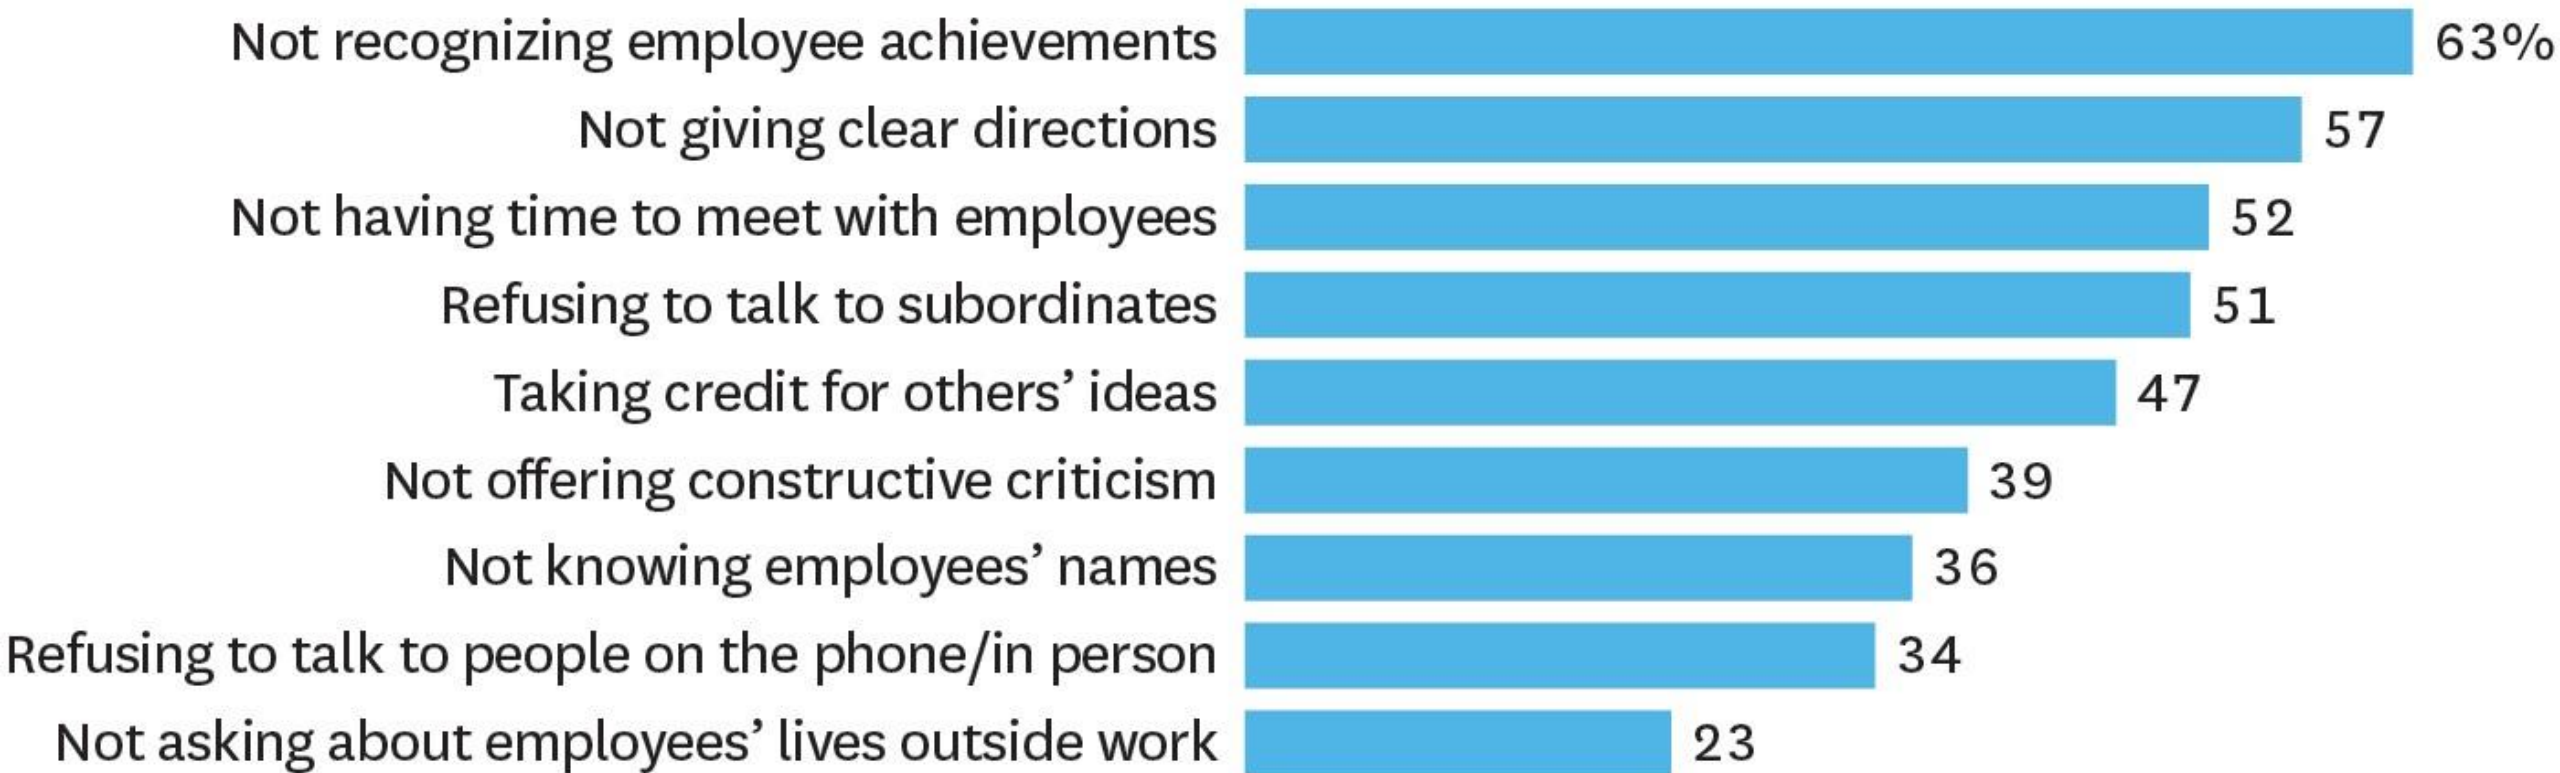 Not recognizing employee achievements 63%
Not giving clear directions 57
Not having time to meet with employees 52
Refusing to talk to subordinates 51
Taking credit for others’ ideas 47
Not offering constructive criticism 39
Not knowing employees’ names 36
Refusing to talk to people on the phone/in person 34
Not asking about employees’ lives outside work 23